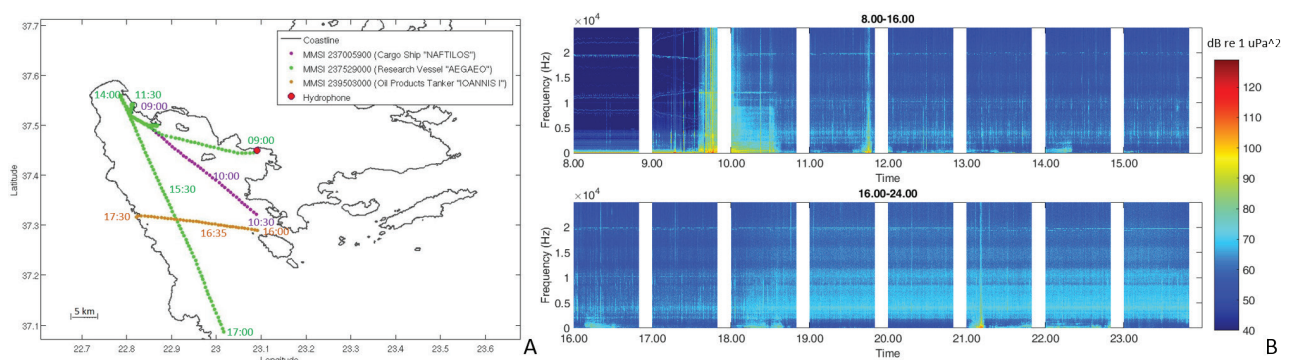 Coastline
MMSI 237005900 (Cargo Ship "NAFTILOS")
MMSI 237529000 (Research Vessel "AEGAEO")
MMSI 239503000 (Oil Products Tanker "IOANNIS I")
Hydrophone
37.7
37.6
37.5
37.4
37.3
37.2
37.1
Latitude
14:00 11:30
09:00
09:00
10:00
15:30
10:30
17:30 16:35 16:00
17:00
5 km
22.7 22.8 22.9 23 23.1 23.2 23.3 23.4 23.5 23.6
Longitude
A
8.00-16.00
×10⁴
Frequency (Hz)
2
1.5
1
0.5
0
8.00 9.00 10.00 11.00 12.00 13.00 14.00 15.00
Time
16.00-24.00
×10⁴
Frequency (Hz)
2
1.5
1
0.5
0
16.00 17.00 18.00 19.00 20.00 21.00 22.00 23.00
Time
dB re 1 uPa^2
120
110
100
90
80
70
60
50
40
B